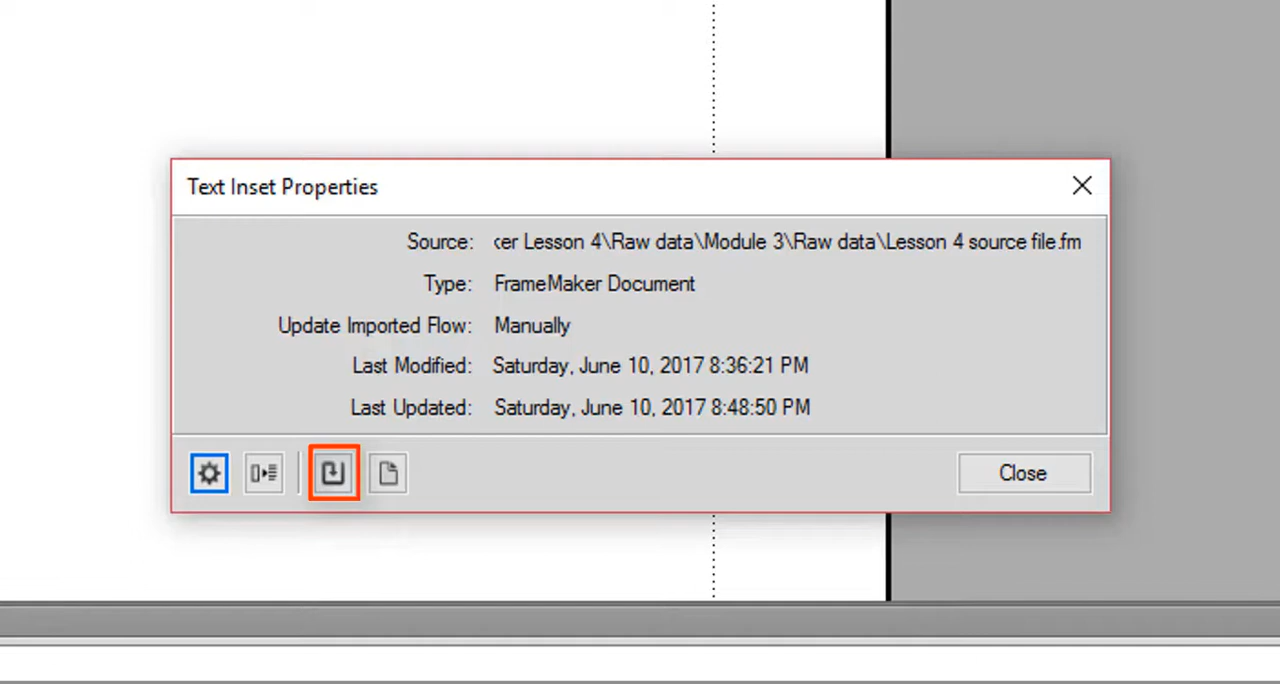 Text Inset Properties
Source: ker Lesson 4\Raw data\Module 3\Raw data\Lesson 4 source file.fm
Type: FrameMaker Document
Update Imported Flow: Manually
Last Modified: Saturday, June 10, 2017 8:36:21 PM
Last Updated: Saturday, June 10, 2017 8:48:50 PM
Close